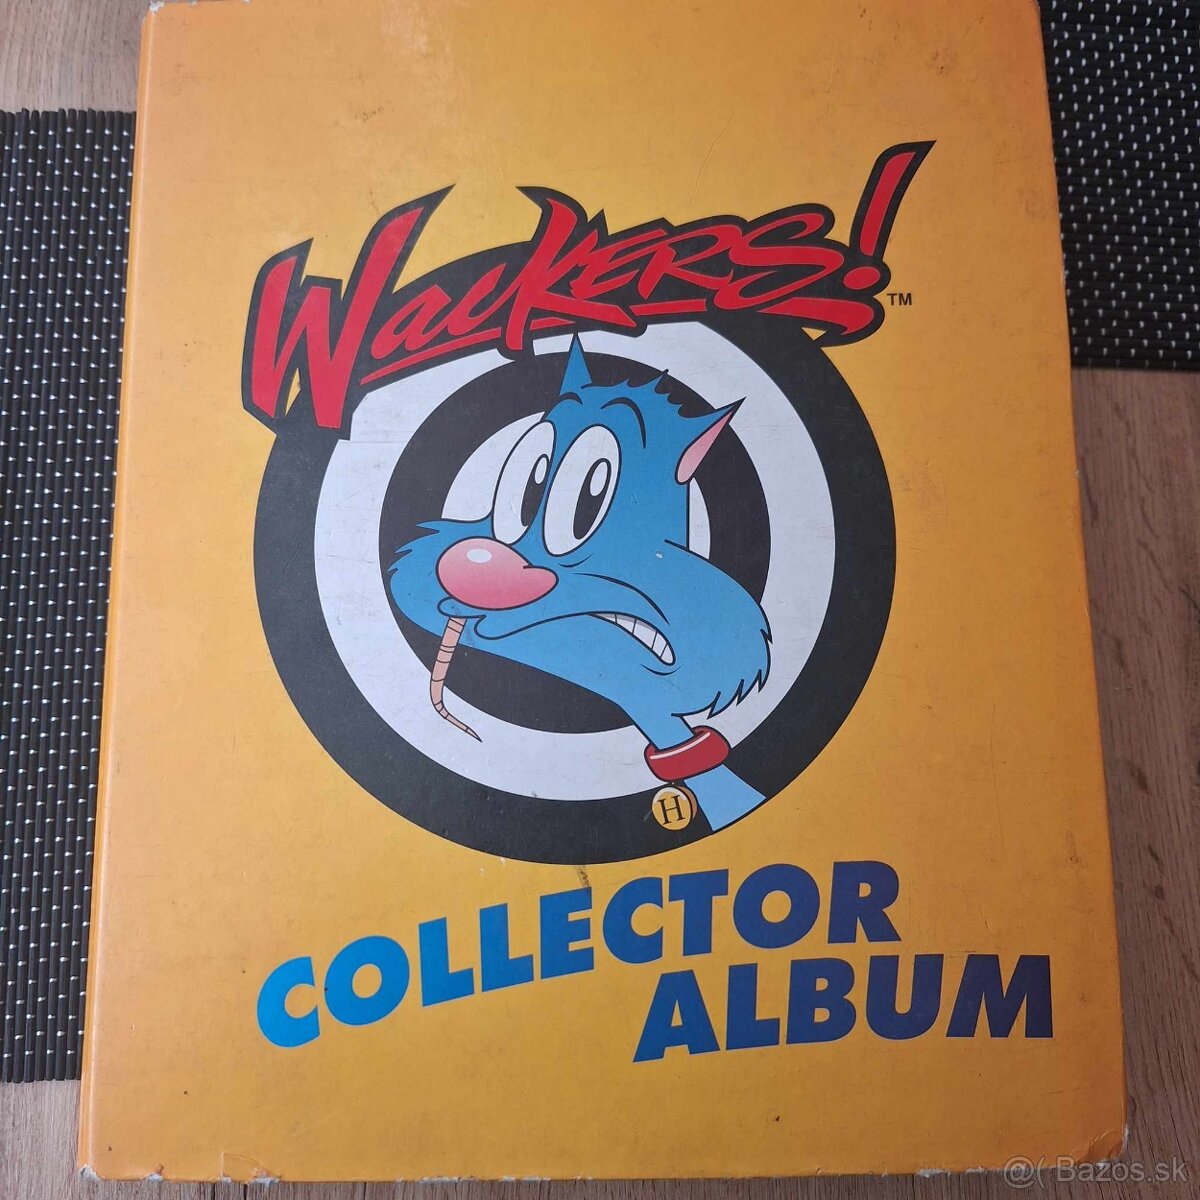 WacKERS!
TM
H
COLLECTOR
ALBUM
@( Bazos.sk